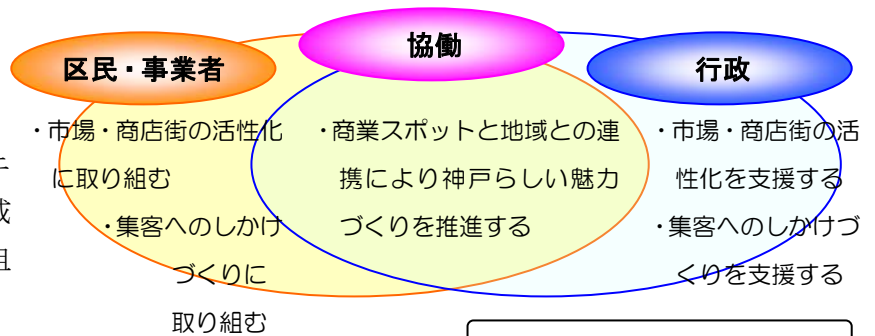 協働
区民・事業者
行政
・市場・商店街の活性化
に取り組む
・集客へのしかけ
づくりに
取り組む
・商業スポットと地域との連
携により神戸らしい魅力
づくりを推進する
・市場・商店街の活
性化を支援する
・集客へのしかけづ
くりを支援する